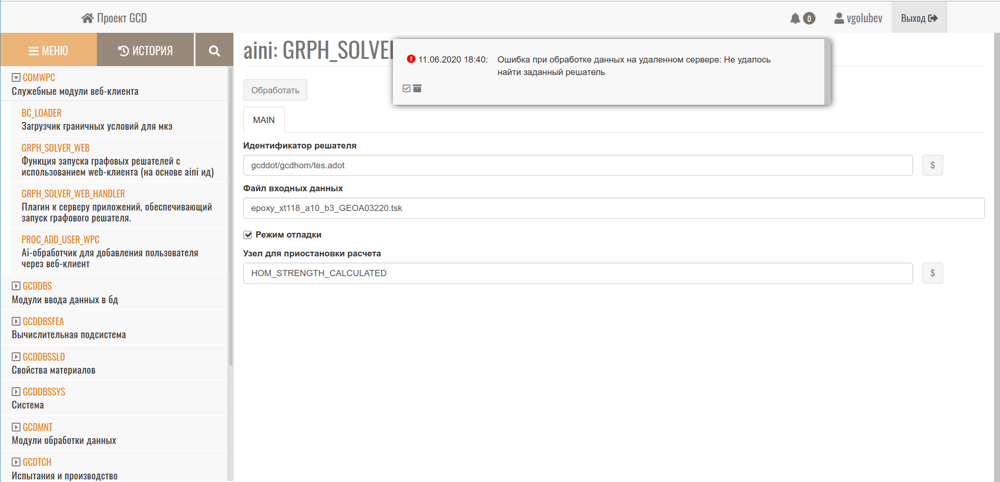 Проект GCD
0
vgolubev
Выход
МЕНЮ
ИСТОРИЯ
aini: GRPH_SOLVE
11.06.2020 18:40: Ошибка при обработке данных на удаленном сервере: Не удалось
найти заданный решатель
COMWPC
Служебные модули веб-клиента
BC_LOADER
Загрузчик граничных условий для мкэ
GRPH_SOLVER_WEB
Функция запуска графовых решателей с
использованием web-клиента (на основе aini ид)
GRPH_SOLVER_WEB_HANDLER
Плагин к серверу приложений, обеспечивающий
запуск графового решателя.
PROC_ADD_USER_WPC
Ai-обработчик для добавления пользователя
через веб-клиент
GCDDBS
Модули ввода данных в бд
GCDDBSFEA
Вычислительная подсистема
GCDDBSSLD
Свойства материалов
GCDDBSSYS
Система
GCDMNT
Модули обработки данных
GCDTCH
Испытания и производство
Обработать
MAIN
Идентификатор решателя
gcddot/gcdhom/tes.adot
$
Файл входных данных
epoxy_xt118_a10_b3_GEOA03220.tsk
Режим отладки
Узел для приостановки расчета
HOM_STRENGTH_CALCULATED
$